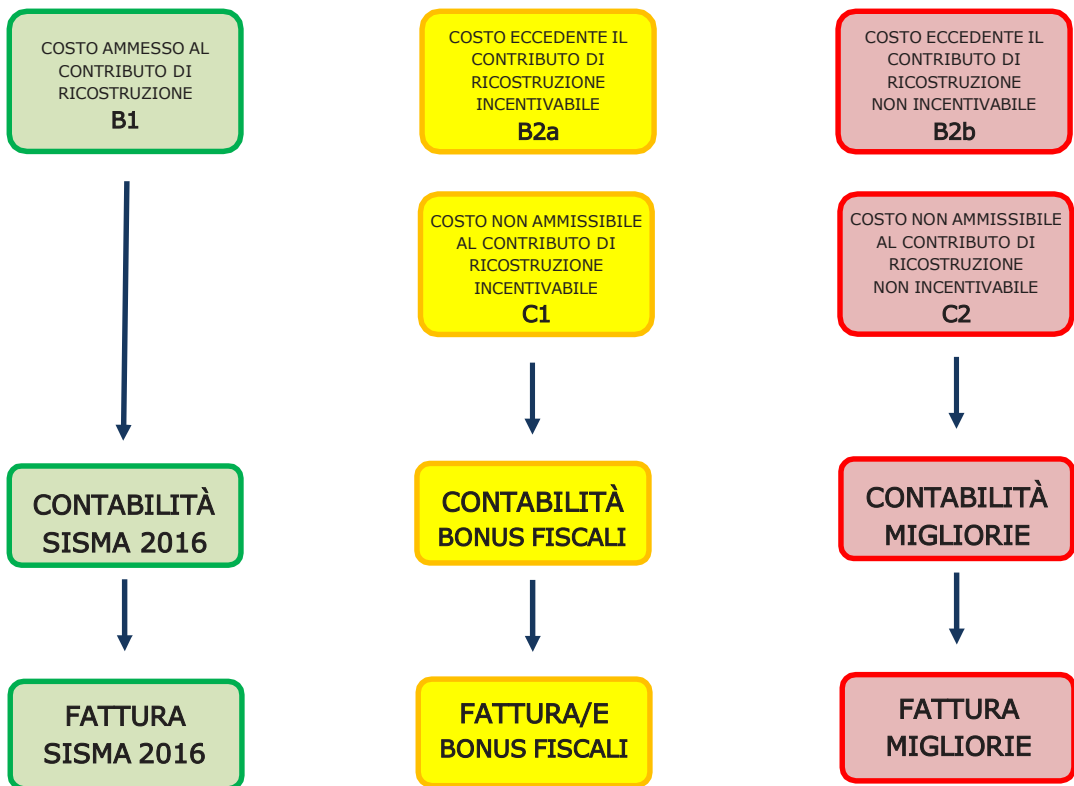 COSTO AMMESSO AL
CONTRIBUTO DI
RICOSTRUZIONE
B1
COSTO ECCEDENTE IL
CONTRIBUTO DI
RICOSTRUZIONE
INCENTIVABILE
B2a
COSTO ECCEDENTE IL
CONTRIBUTO DI
RICOSTRUZIONE
NON INCENTIVABILE
B2b
COSTO NON AMMISSIBILE
AL CONTRIBUTO DI
RICOSTRUZIONE
INCENTIVABILE
C1
COSTO NON AMMISSIBILE
AL CONTRIBUTO DI
RICOSTRUZIONE
NON INCENTIVABILE
C2
CONTABILITÀ
SISMA 2016
CONTABILITÀ
BONUS FISCALI
CONTABILITÀ
MIGLIORIE
FATTURA
SISMA 2016
FATTURA/E
BONUS FISCALI
FATTURA
MIGLIORIE